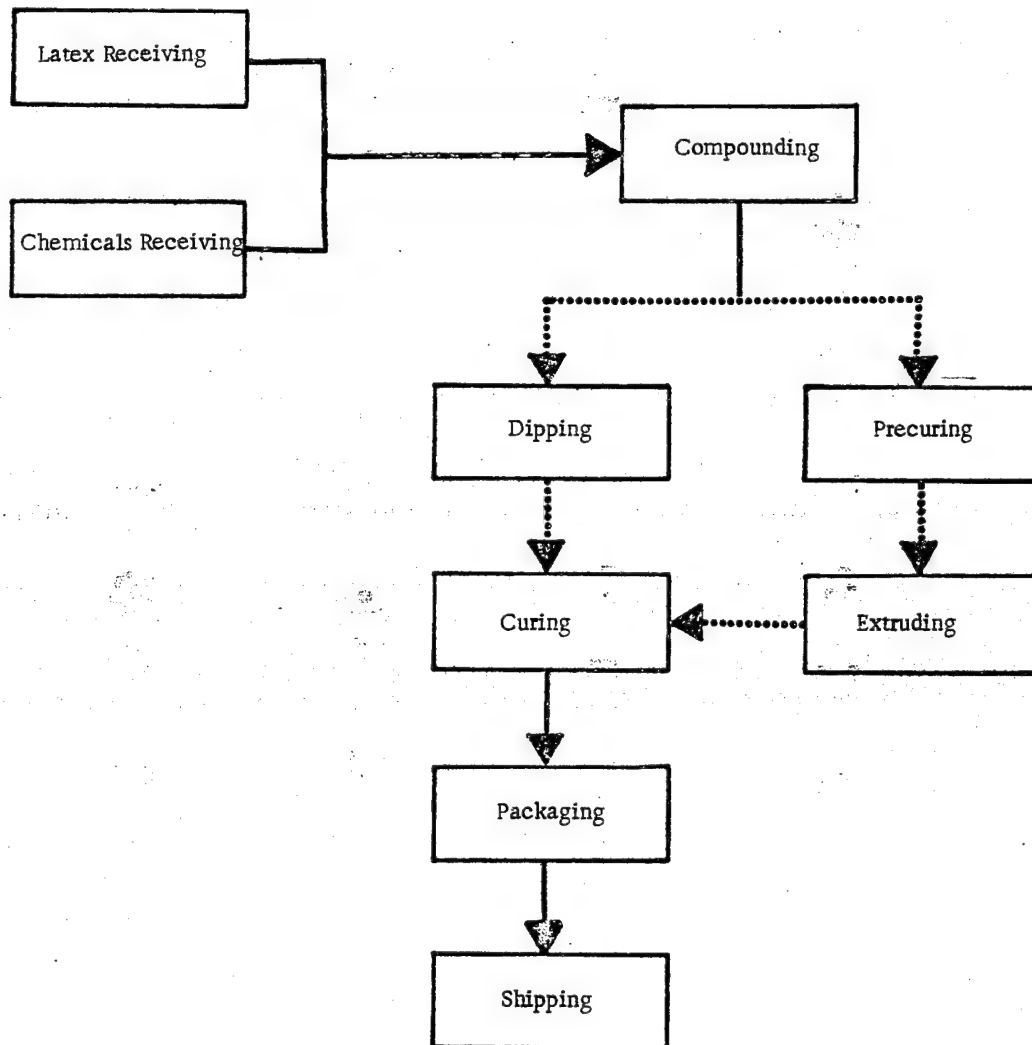 Latex Receiving
Compounding
Chemicals Receiving
Dipping
Precuring
Curing
Extruding
Packaging
Shipping